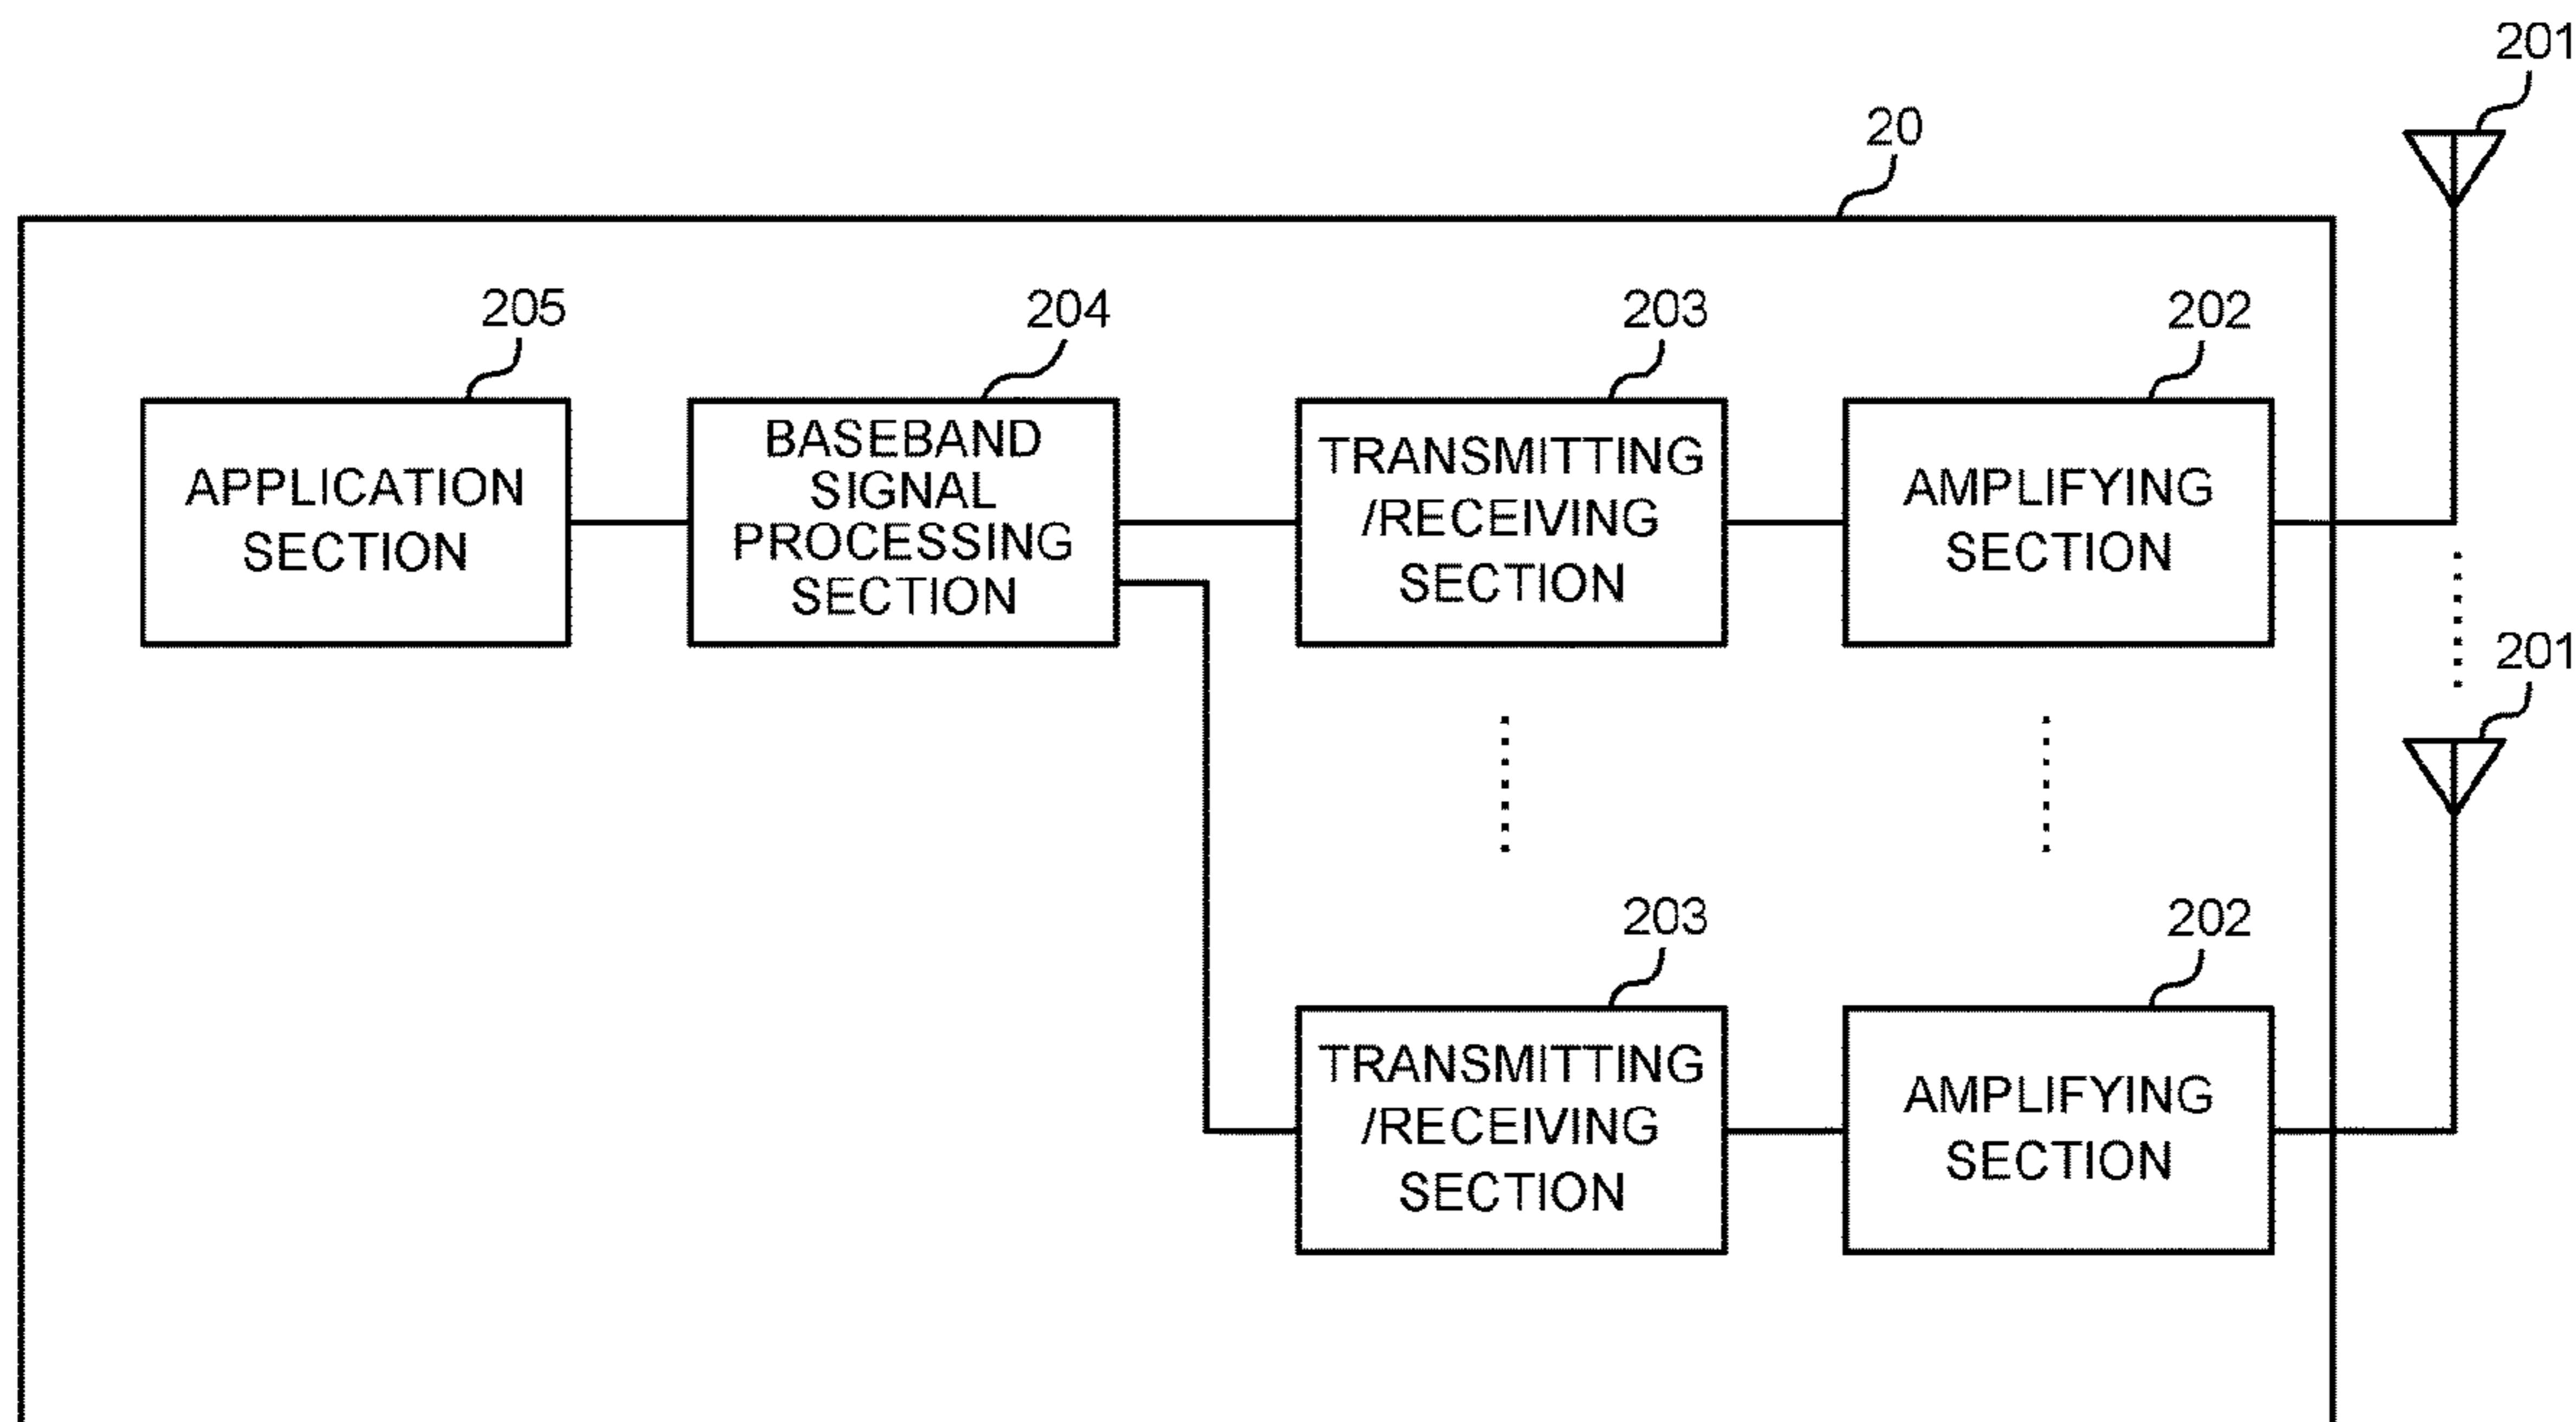 201
20
205
204
203
202
APPLICATION
SECTION
BASEBAND
SIGNAL
PROCESSING
SECTION
TRANSMITTING
/RECEIVING
SECTION
AMPLIFYING
SECTION
201
203
202
TRANSMITTING
/RECEIVING
SECTION
AMPLIFYING
SECTION